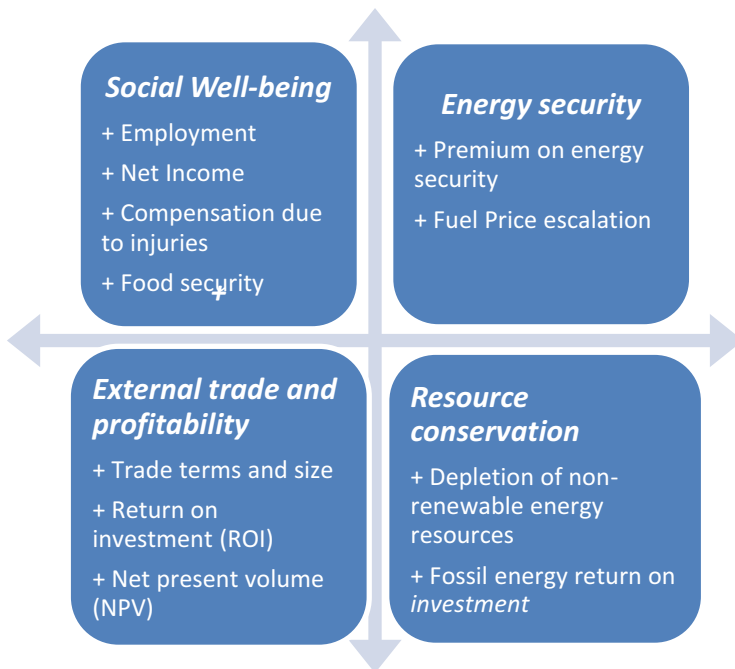 Social Well-being
+ Employment
+ Net Income
+ Compensation due
to injuries
+ Food security
+
Energy security
+ Premium on energy
security
+ Fuel Price escalation
External trade and
profitability
+ Trade terms and size
+ Return on
investment (ROI)
+ Net present volume
(NPV)
Resource
conservation
+ Depletion of non-
renewable energy
resources
+ Fossil energy return on
investment